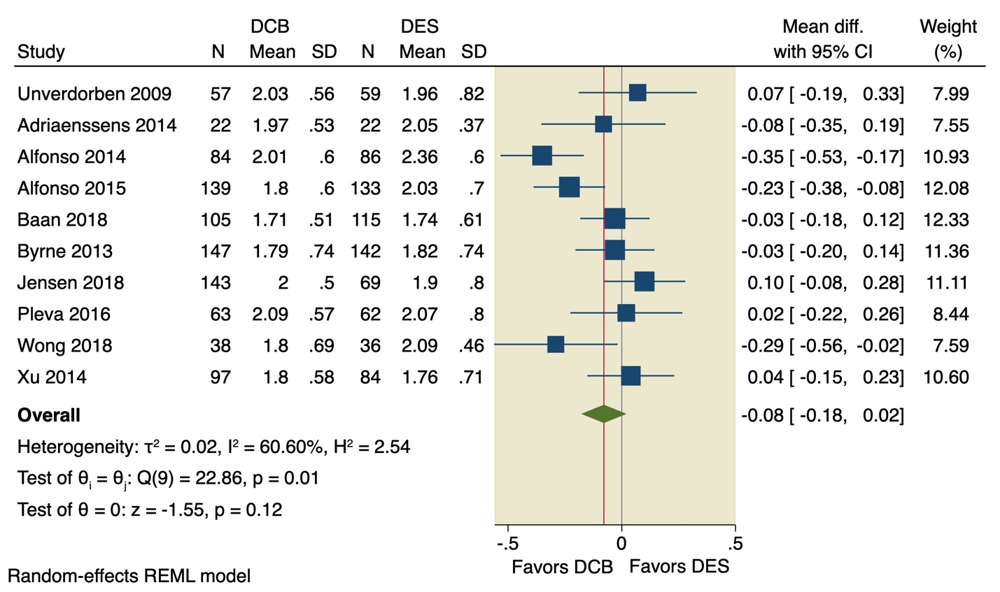 DCB DES Mean diff. Weight
Study N Mean SD N Mean SD with 95% CI (%)
Unverdorben 2009 57 2.03 .56 59 1.96 .82 0.07 [ -0.19, 0.33] 7.99
Adriaenssens 2014 22 1.97 .53 22 2.05 .37 -0.08 [ -0.35, 0.19] 7.55
Alfonso 2014 84 2.01 .6 86 2.36 .6 -0.35 [ -0.53, -0.17] 10.93
Alfonso 2015 139 1.8 .6 133 2.03 .7 -0.23 [ -0.38, -0.08] 12.08
Baan 2018 105 1.71 .51 115 1.74 .61 -0.03 [ -0.18, 0.12] 12.33
Byrne 2013 147 1.79 .74 142 1.82 .74 -0.03 [ -0.20, 0.14] 11.36
Jensen 2018 143 2 .5 69 1.9 .8 0.10 [ -0.08, 0.28] 11.11
Pleva 2016 63 2.09 .57 62 2.07 .8 0.02 [ -0.22, 0.26] 8.44
Wong 2018 38 1.8 .69 36 2.09 .46 -0.29 [ -0.56, -0.02] 7.59
Xu 2014 97 1.8 .58 84 1.76 .71 0.04 [ -0.15, 0.23] 10.60
Overall -0.08 [ -0.18, 0.02]
Heterogeneity: τ² = 0.02, I² = 60.60%, H² = 2.54
Test of θᵢ = θⱼ: Q(9) = 22.86, p = 0.01
Test of θ = 0: z = -1.55, p = 0.12
-.5 0 .5
Favors DCB Favors DES
Random-effects REML model